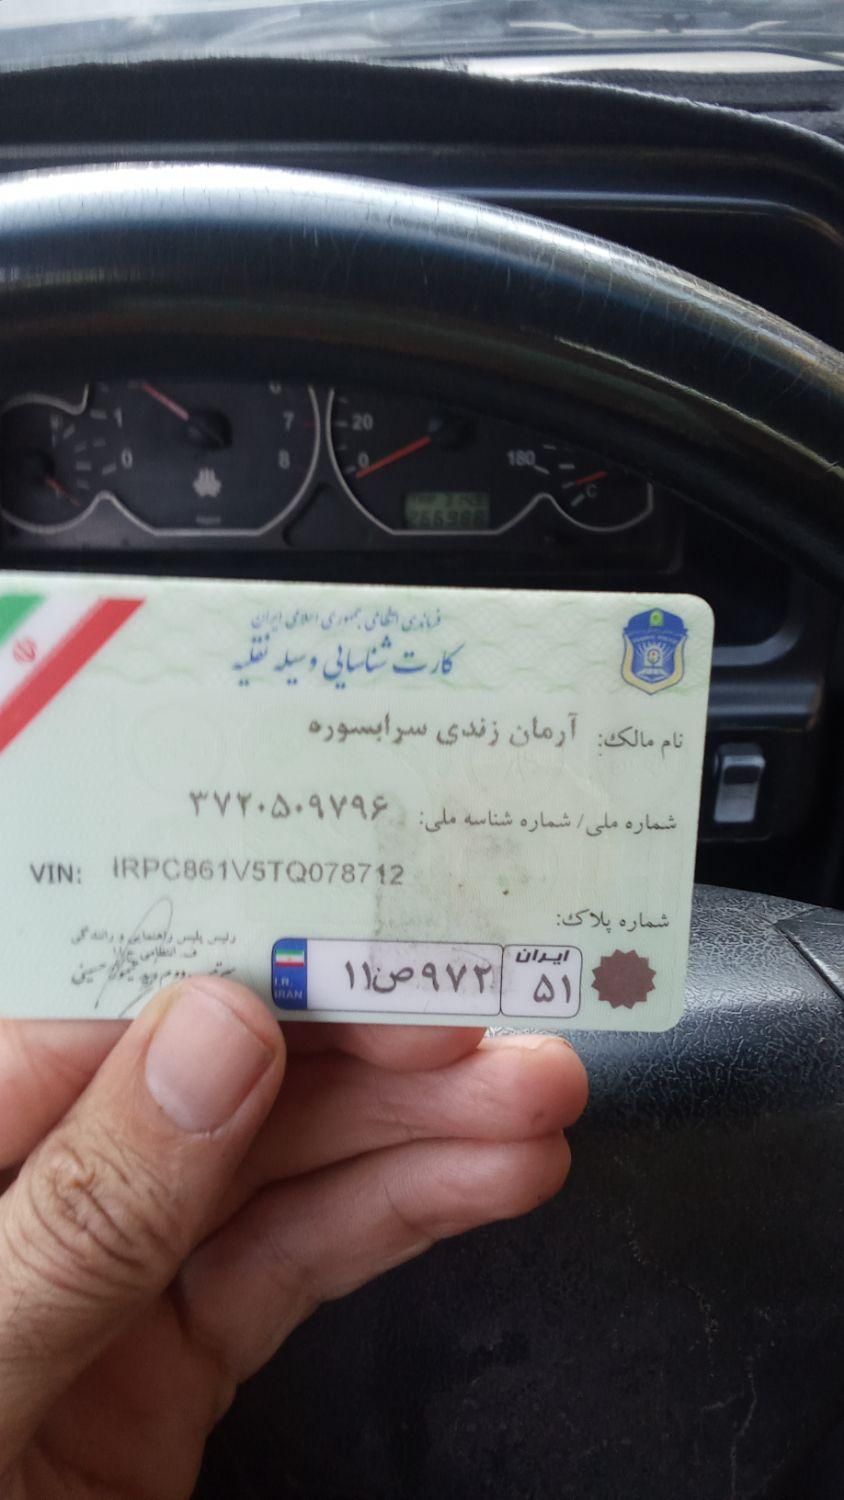 1
0
7
8
20
0
180
C
فرماندهی انتظامی جمهوری اسلامی ایران
کارت شناسایی وسیله نقلیه
نام مالک: آرمان زندی سرابسوره
شماره ملی/ شماره شناسه ملی: ۳۷۲۰۵۰۹۷۹۶
VIN: IRPC861V5TQ078712
شماره پلاک:
رئیس پلیس راهنمایی و رانندگی
I.R. IRAN
۱۱ص۹۷۲
ایران
۵۱